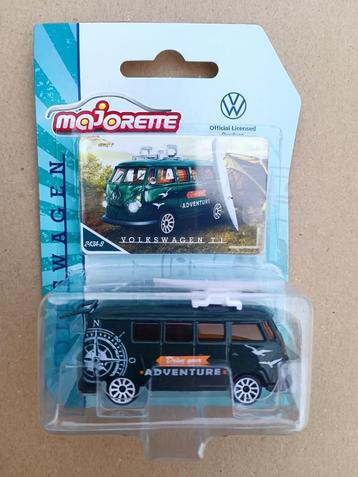 majorette
Official Licensed
Product
VOLKSWAGEN
ADVENTURE
VOLKSWAGEN T1
N
O
Drive your
ADVENTURE